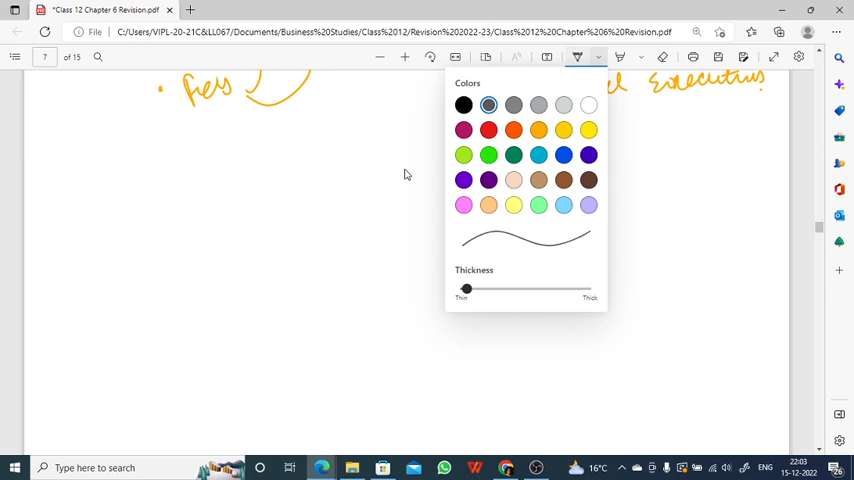 *Class 12 Chapter 6 Revision.pdf
File
C:/Users/VIPL-20-21C&LL067/Documents/Business%20Studies/Class%2012/Revision%202022-23/Class%2012%20Chapter%206%20Revision.pdf
7 of 15
Executives
Colors
Thickness
Thin Thick
Type here to search
16°C
ENG
22:03
15-12-2022
26